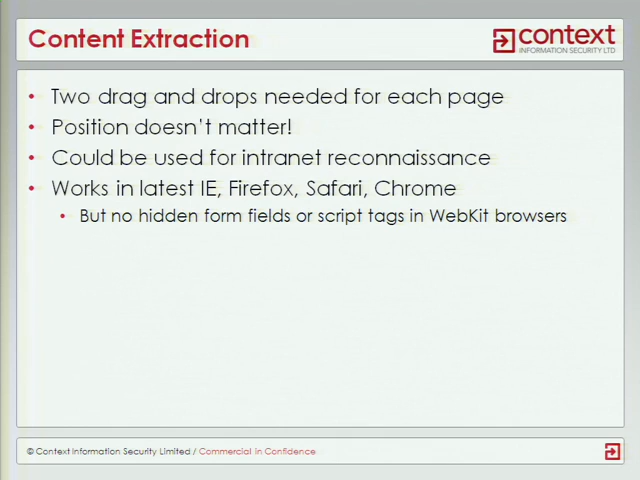 Content Extraction
context
INFORMATION SECURITY LTD
• Two drag and drops needed for each page
• Position doesn't matter!
• Could be used for intranet reconnaissance
• Works in latest IE, Firefox, Safari, Chrome
• But no hidden form fields or script tags in WebKit browsers
© Context Information Security Limited / Commercial in Confidence